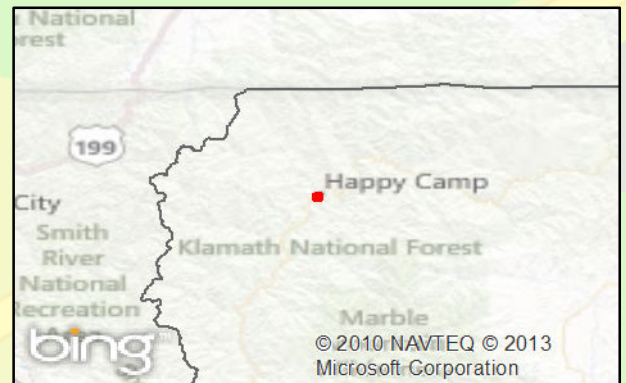 National
rest
199
Happy Camp
City
Smith
River
National
Recreation
Area
Klamath National Forest
Marble
bing
© 2010 NAVTEQ © 2013
Microsoft Corporation